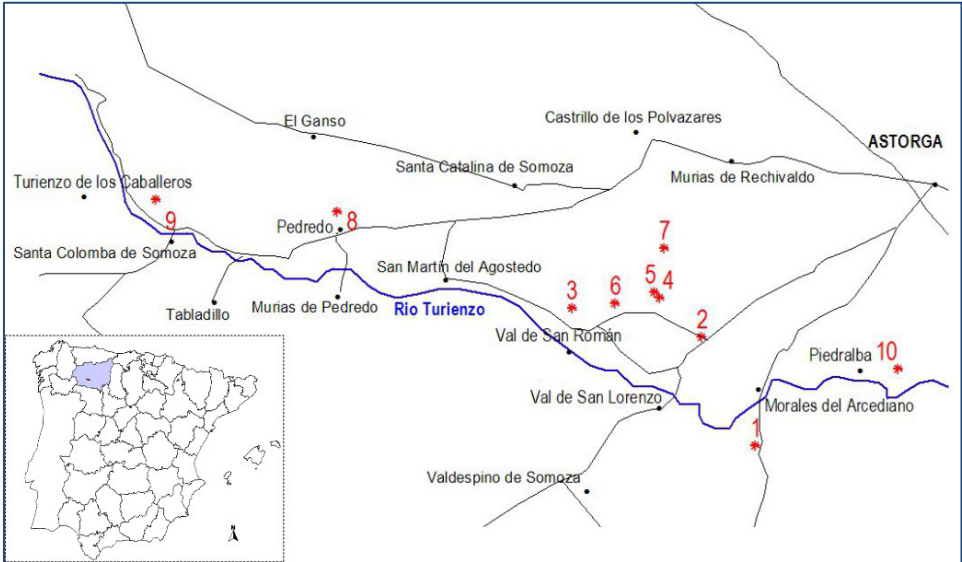 El Ganso
Castrillo de los Polvazares
ASTORGA
Santa Catalina de Somoza
Murias de Rechivaldo
Turienzo de los Caballeros
9
Pedredo
8
7
Santa Colomba de Somoza
San Martín del Agostedo
Tabladillo
Murias de Pedredo
Rio Turienzo
3
6
5
4
2
Val de San Román
Piedralba
10
Val de San Lorenzo
Morales del Arcediano
1
Valdespino de Somoza
N